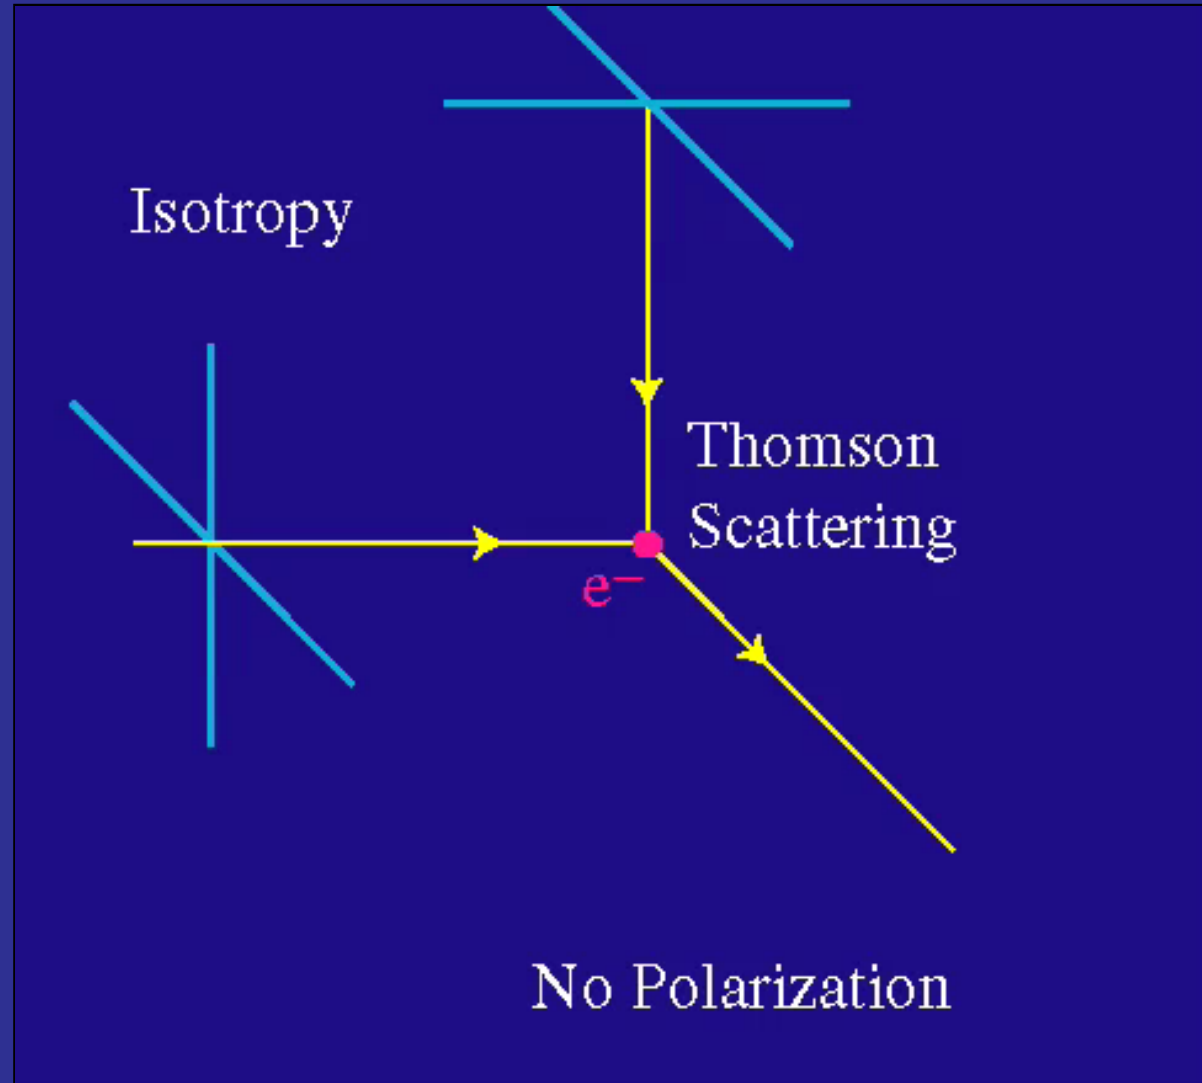 Isotropy
Thomson
Scattering
e−
No Polarization